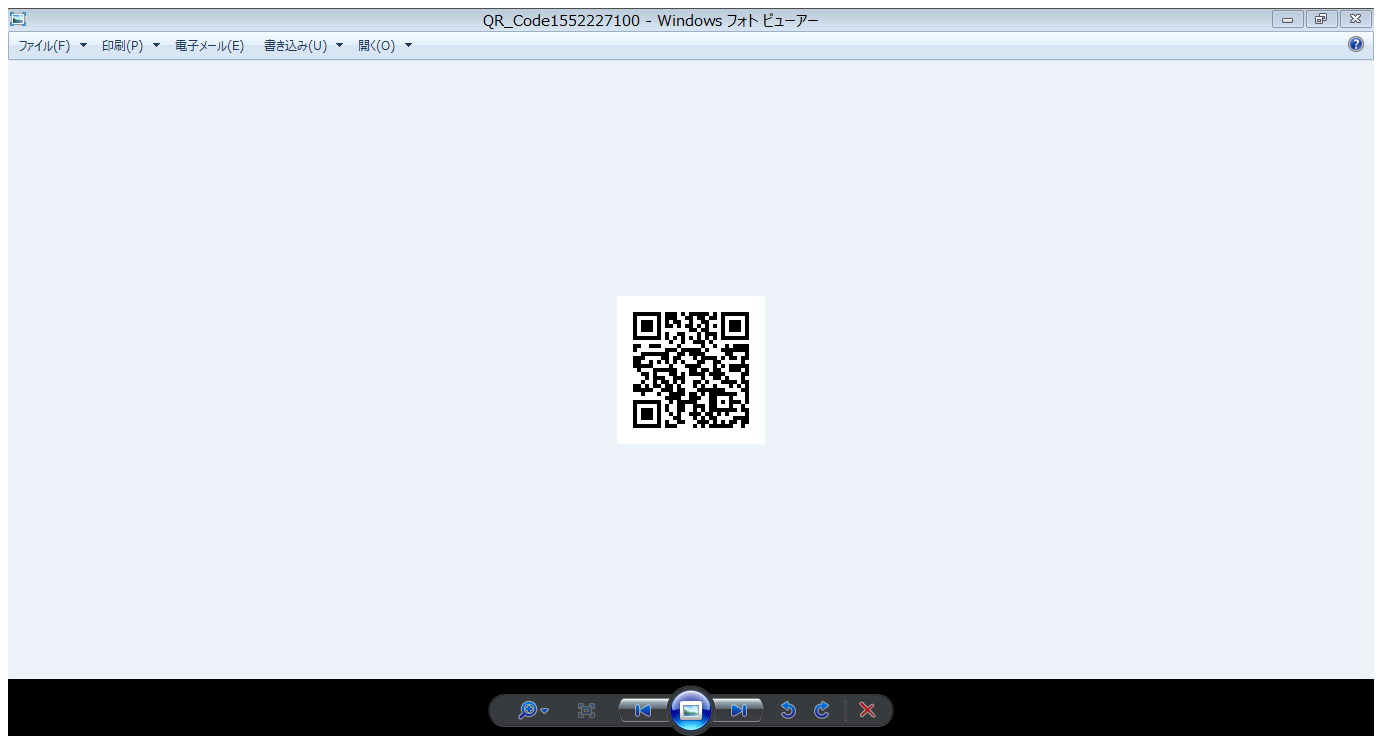 QR_Code1552227100 - Windows フォト ビューアー
ファイル(F) 印刷(P) 電子メール(E) 書き込み(U) 開く(O)